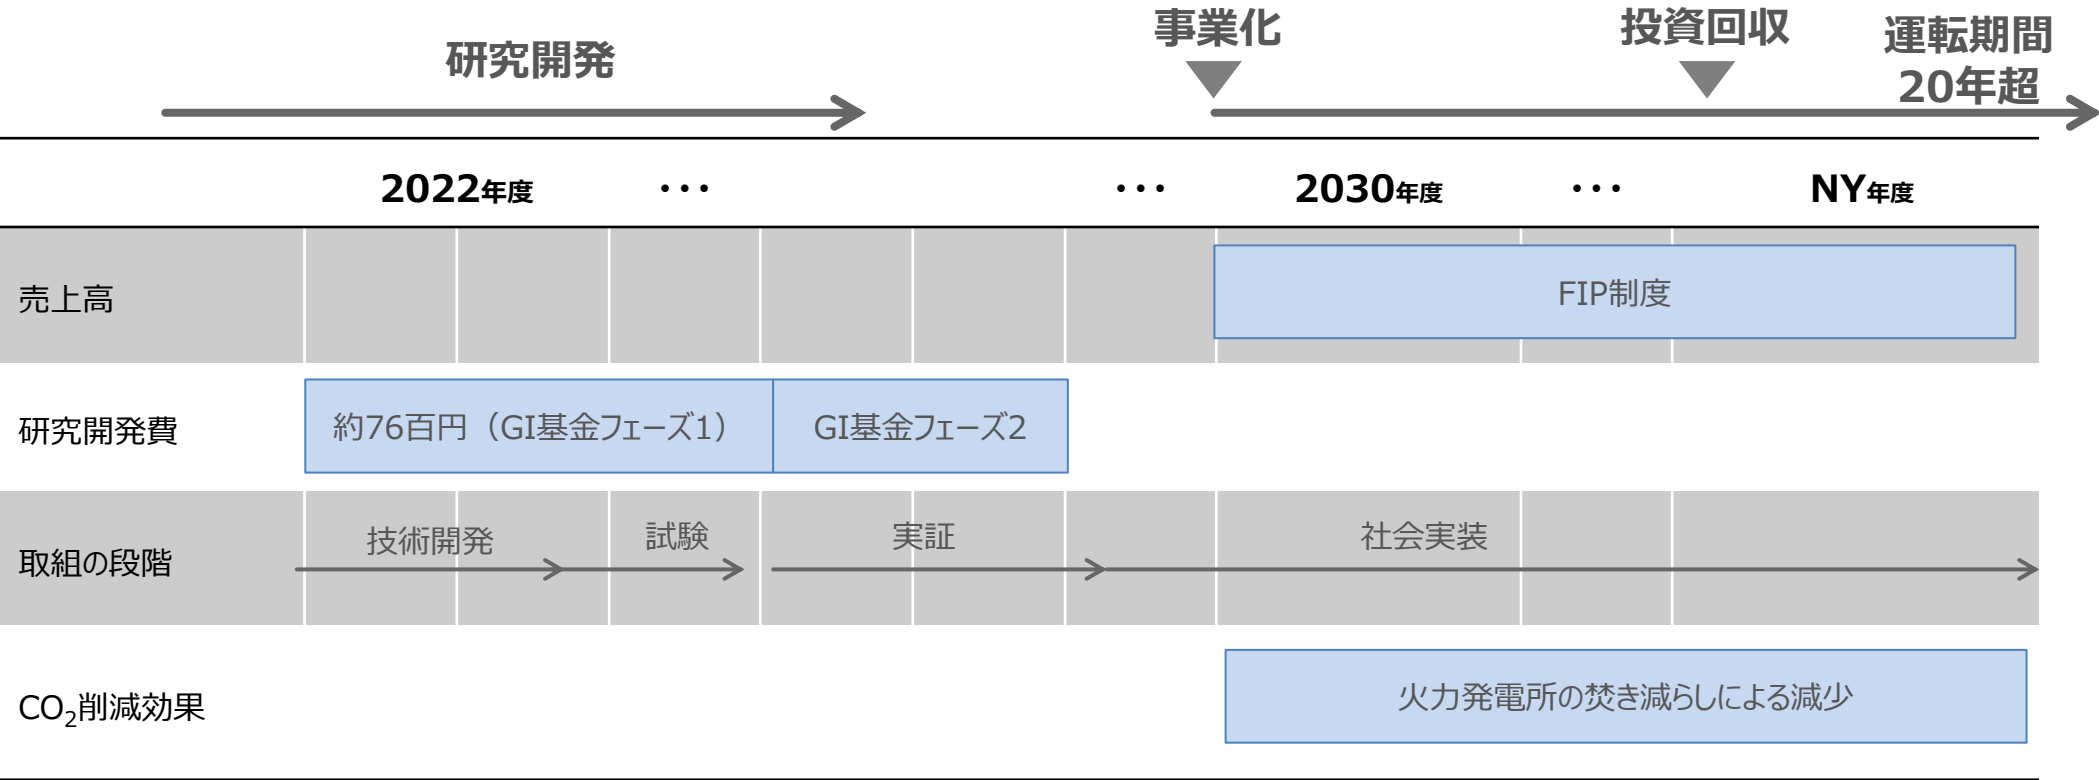 研究開発
事業化
投資回収
運転期間
20年超
2022年度 ・・・ ・・・ 2030年度 ・・・ NY年度
売上高
FIP制度
研究開発費
約76百円（GI基金フェーズ1）
GI基金フェーズ2
取組の段階
技術開発
試験
実証
社会実装
CO2削減効果
火力発電所の焚き減らしによる減少